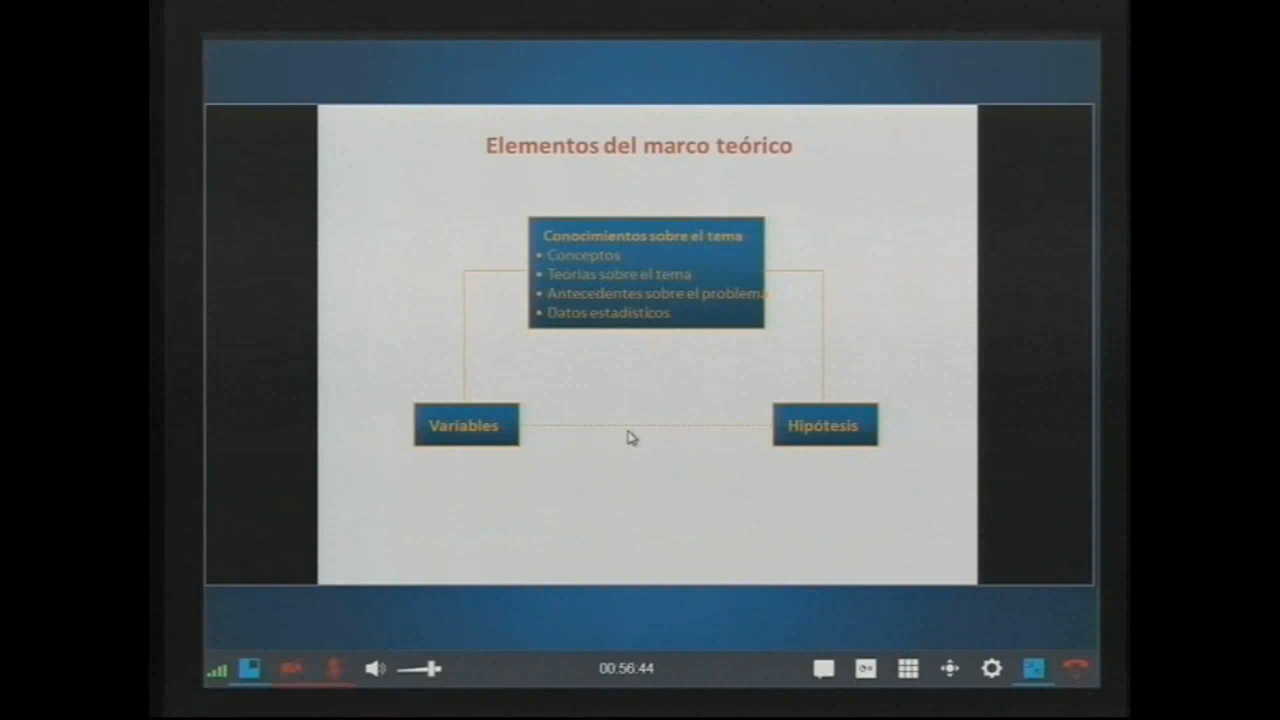 Elementos del marco teórico
Conocimientos sobre el tema
• Conceptos
• Teorías sobre el tema
• Antecedentes sobre el problema
• Datos estadísticos
Variables
Hipótesis
00:56:44